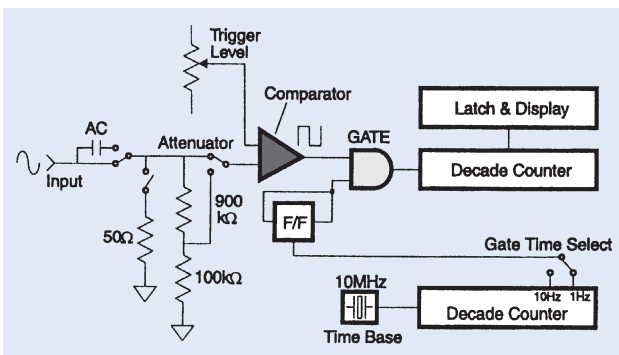 Trigger
Level
Comparator
AC
Attenuator
GATE
Latch & Display
Input
Decade Counter
900
kΩ
50Ω
F/F
100kΩ
Gate Time Select
10MHz
10Hz 1Hz
Decade Counter
Time Base